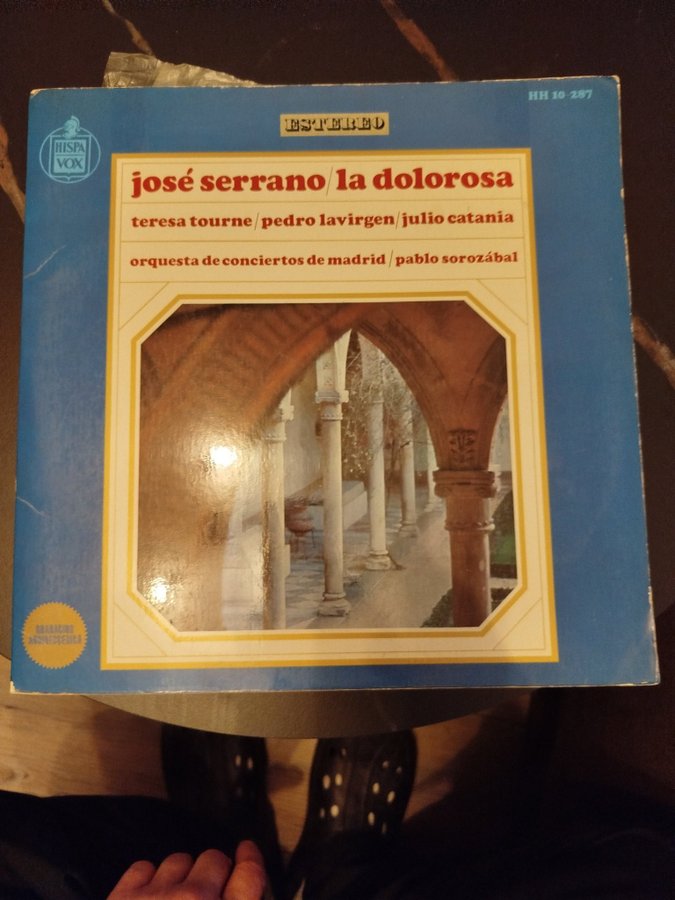 HH 10-287
ESTEREO
HISPA
VOX
josé serrano/la dolorosa
teresa tourne/pedro lavirgen/julio catania
orquesta de conciertos de madrid/pablo sorozábal